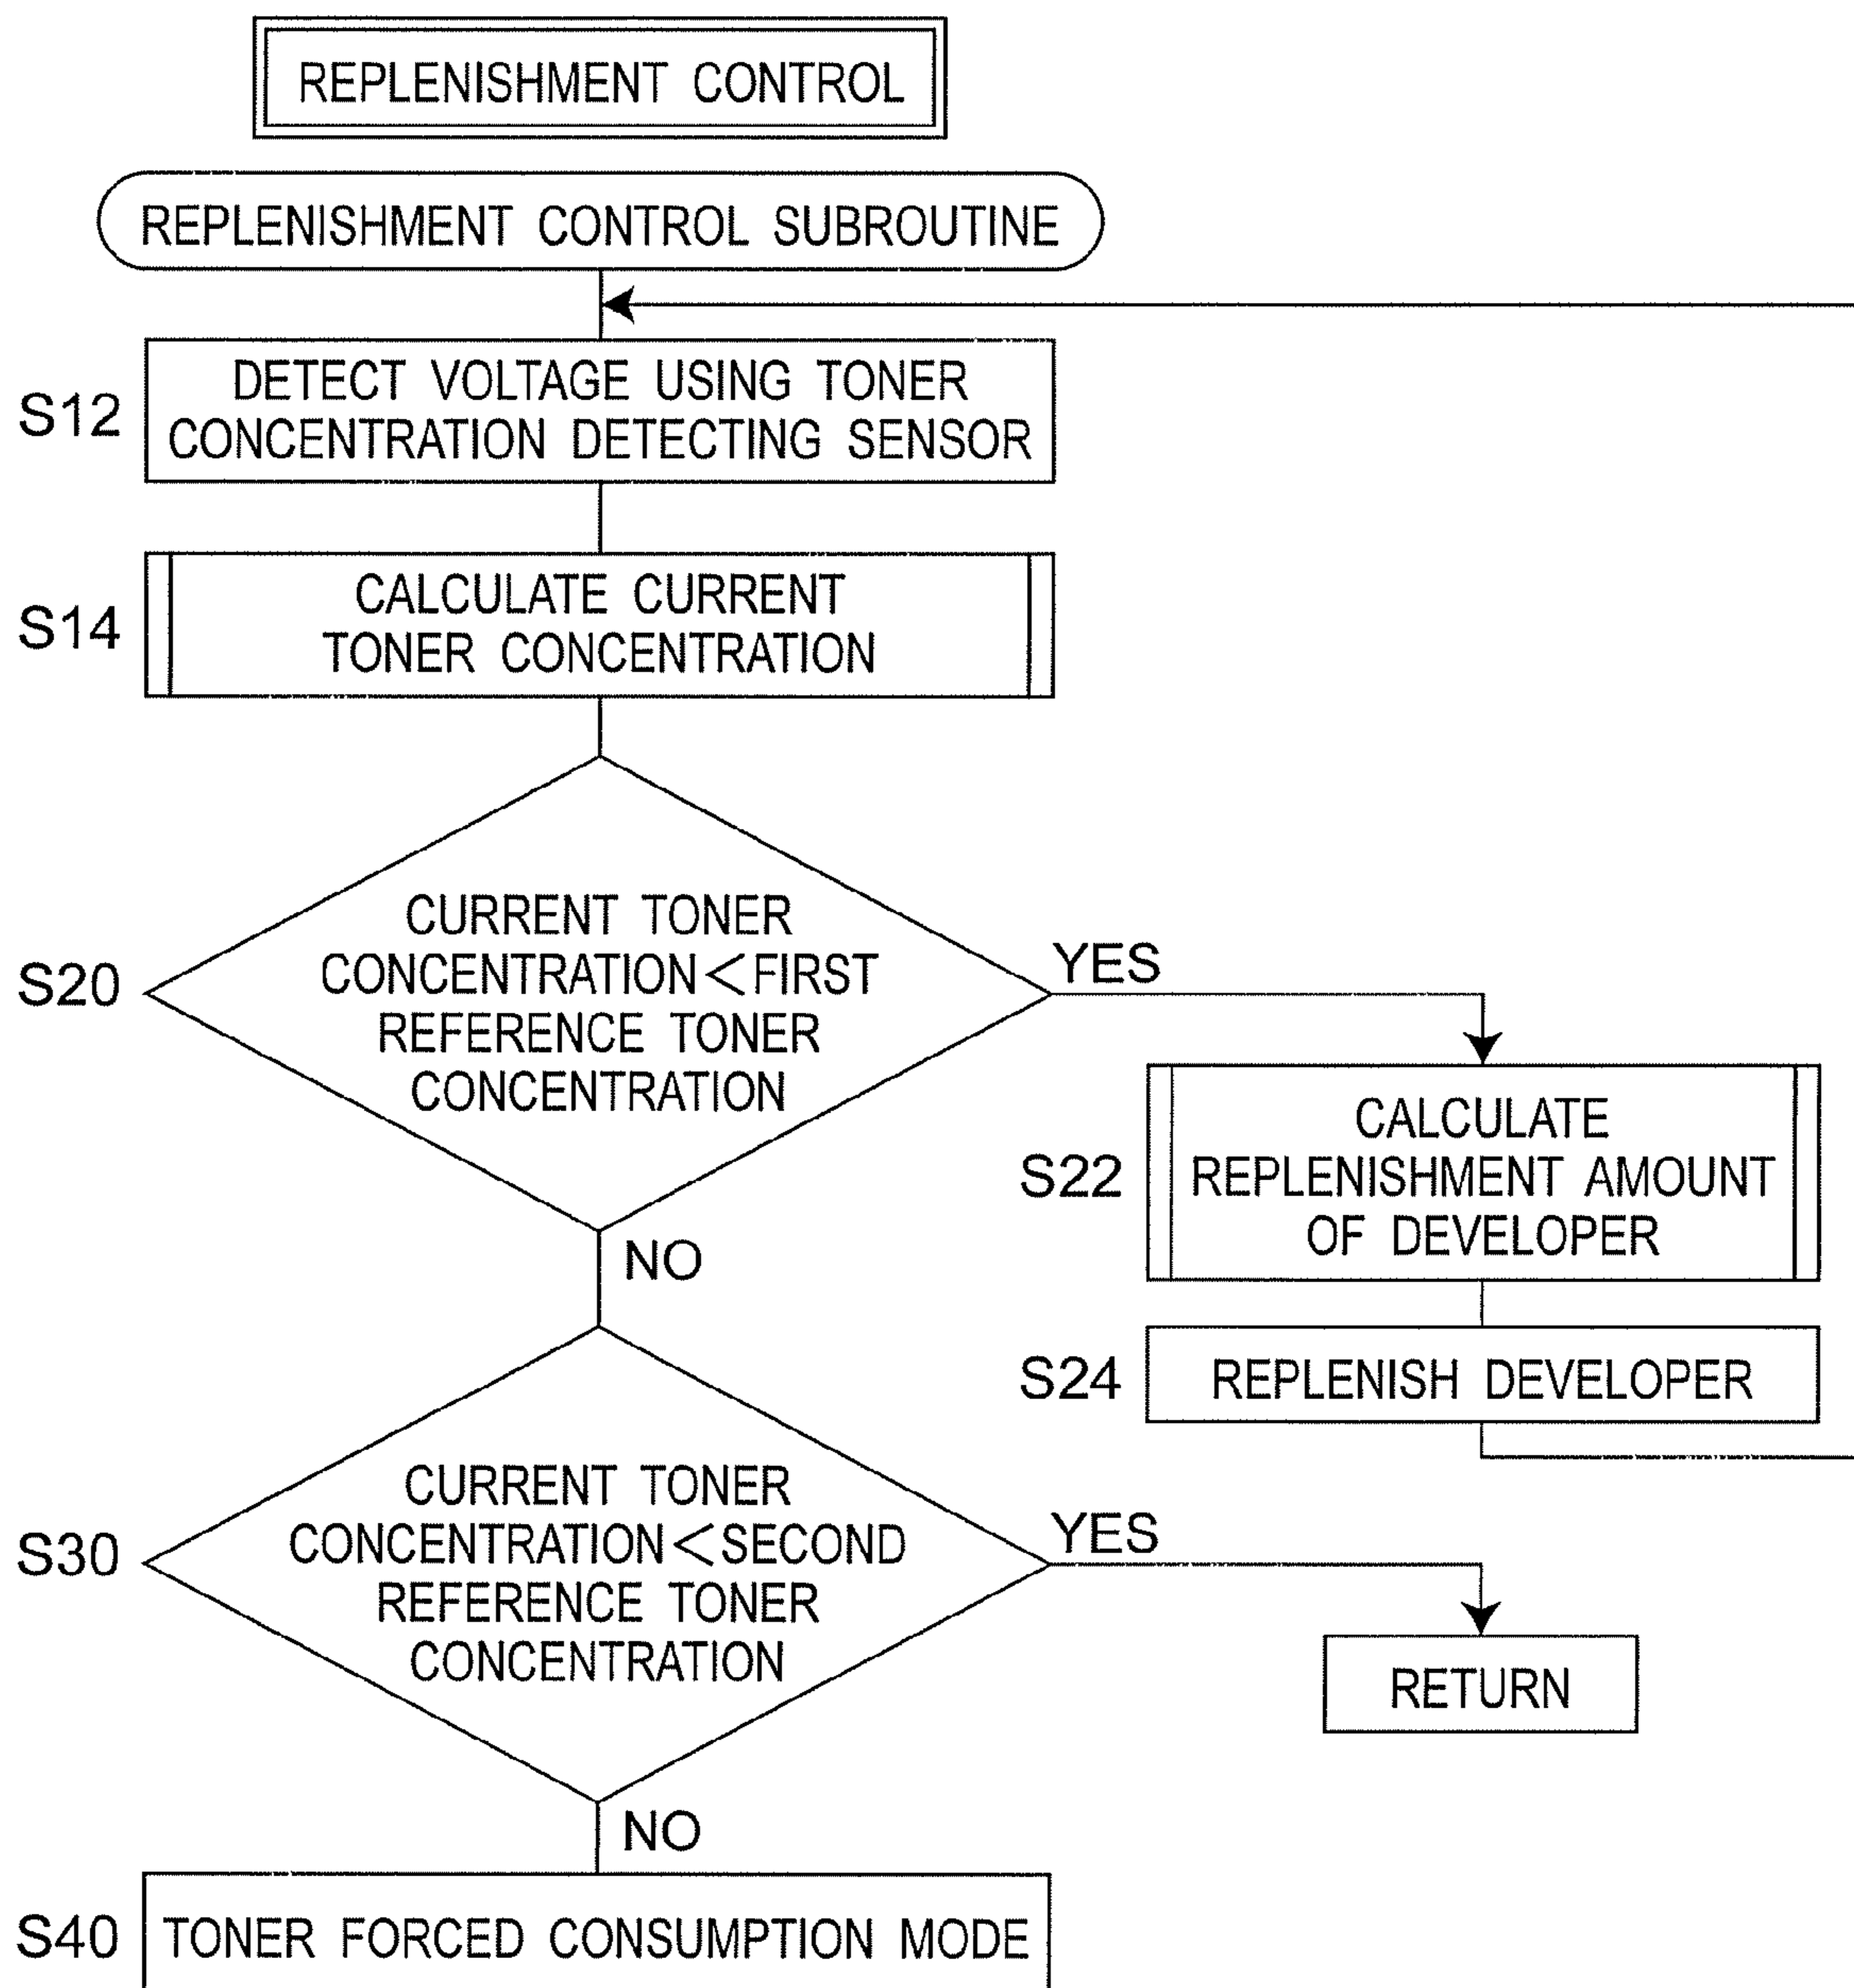 REPLENISHMENT CONTROL
REPLENISHMENT CONTROL SUBROUTINE
S12
DETECT VOLTAGE USING TONER
CONCENTRATION DETECTING SENSOR
S14
CALCULATE CURRENT
TONER CONCENTRATION
S20
CURRENT TONER
CONCENTRATION<FIRST
REFERENCE TONER
CONCENTRATION
YES
NO
S22
CALCULATE
REPLENISHMENT AMOUNT
OF DEVELOPER
S24
REPLENISH DEVELOPER
S30
CURRENT TONER
CONCENTRATION<SECOND
REFERENCE TONER
CONCENTRATION
YES
RETURN
NO
S40
TONER FORCED CONSUMPTION MODE